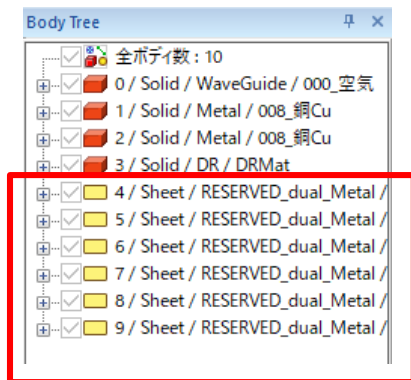 Body Tree
全ボディ数 : 10
0 / Solid / WaveGuide / 000_空気
1 / Solid / Metal / 008_銅Cu
2 / Solid / Metal / 008_銅Cu
3 / Solid / DR / DRMat
4 / Sheet / RESERVED_dual_Metal /
5 / Sheet / RESERVED_dual_Metal /
6 / Sheet / RESERVED_dual_Metal /
7 / Sheet / RESERVED_dual_Metal /
8 / Sheet / RESERVED_dual_Metal /
9 / Sheet / RESERVED_dual_Metal /